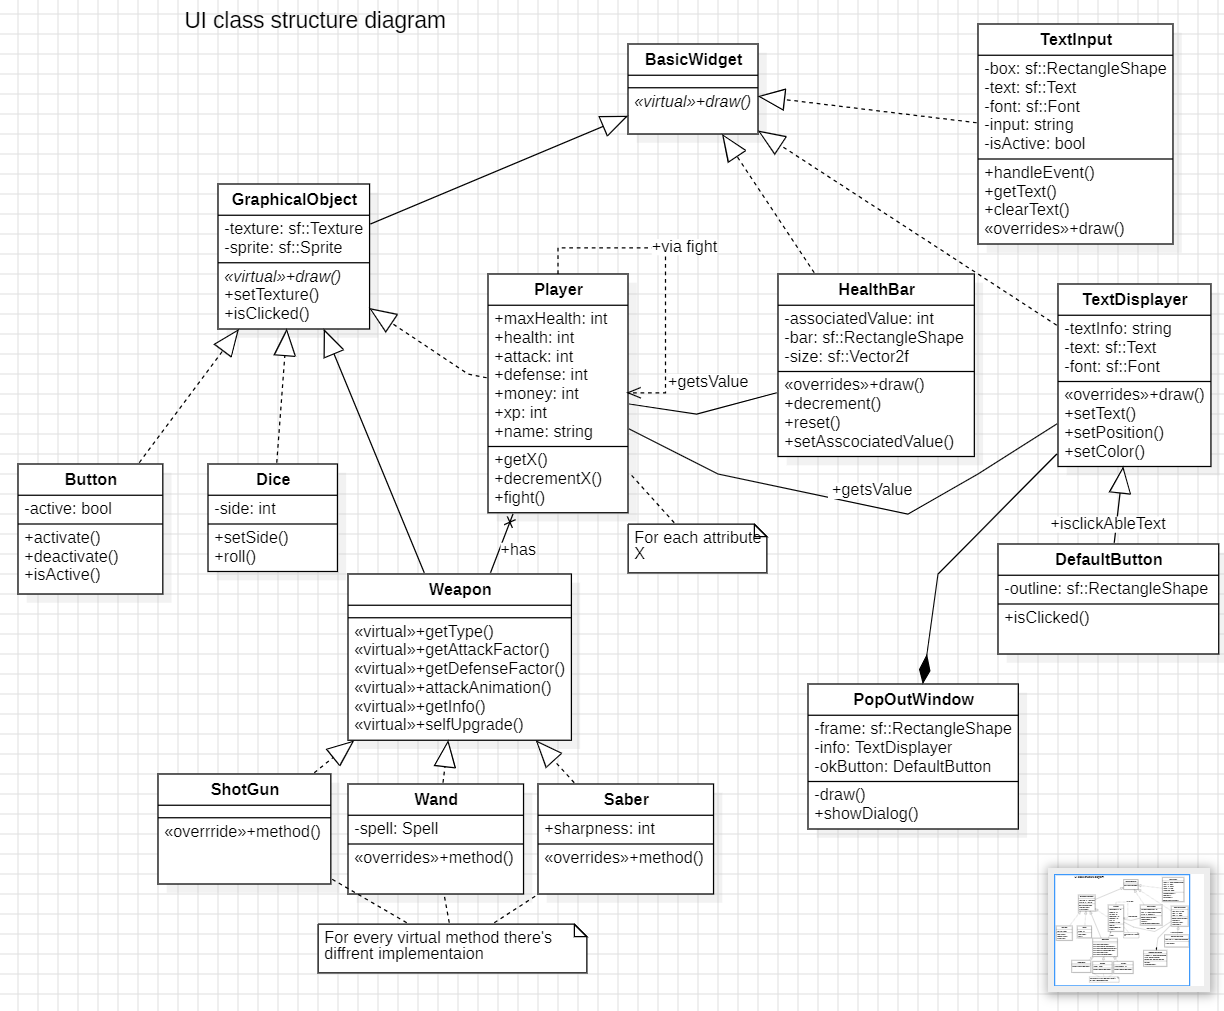 UI class structure diagram
BasicWidget
«virtual»+draw()
TextInput
-box: sf::RectangleShape
-text: sf::Text
-font: sf::Font
-input: string
-isActive: bool
+handleEvent()
+getText()
+clearText()
«overrides»+draw()
GraphicalObject
-texture: sf::Texture
-sprite: sf::Sprite
«virtual»+draw()
+setTexture()
+isClicked()
+via fight
Player
+maxHealth: int
+health: int
+attack: int
+defense: int
+money: int
+xp: int
+name: string
+getX()
+decrementX()
+fight()
+getsValue
HealthBar
-associatedValue: int
-bar: sf::RectangleShape
-size: sf::Vector2f
«overrides»+draw()
+decrement()
+reset()
+setAsscociatedValue()
TextDisplayer
-textInfo: string
-text: sf::Text
-font: sf::Font
«overrides»+draw()
+setText()
+setPosition()
+setColor()
+getsValue
Button
-active: bool
+activate()
+deactivate()
+isActive()
Dice
-side: int
+setSide()
+roll()
For each attribute
X
+has
+isclickAbleText
DefaultButton
-outline: sf::RectangleShape
+isClicked()
Weapon
«virtual»+getType()
«virtual»+getAttackFactor()
«virtual»+getDefenseFactor()
«virtual»+attackAnimation()
«virtual»+getInfo()
«virtual»+selfUpgrade()
PopOutWindow
-frame: sf::RectangleShape
-info: TextDisplayer
-okButton: DefaultButton
-draw()
+showDialog()
ShotGun
«overrride»+method()
Wand
-spell: Spell
«overrides»+method()
Saber
+sharpness: int
«overrides»+method()
For every virtual method there's
diffrent implementaion